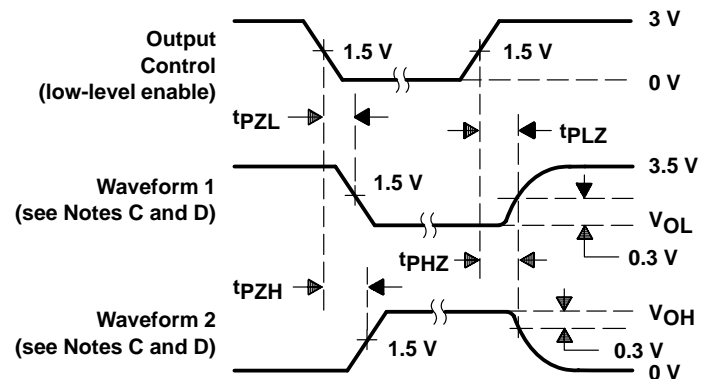 Output
Control
(low-level enable)
1.5 V
1.5 V
3 V
0 V
tPZL
tPLZ
Waveform 1
(see Notes C and D)
1.5 V
3.5 V
VOL
0.3 V
tPHZ
tPZH
Waveform 2
(see Notes C and D)
1.5 V
VOH
0.3 V
0 V